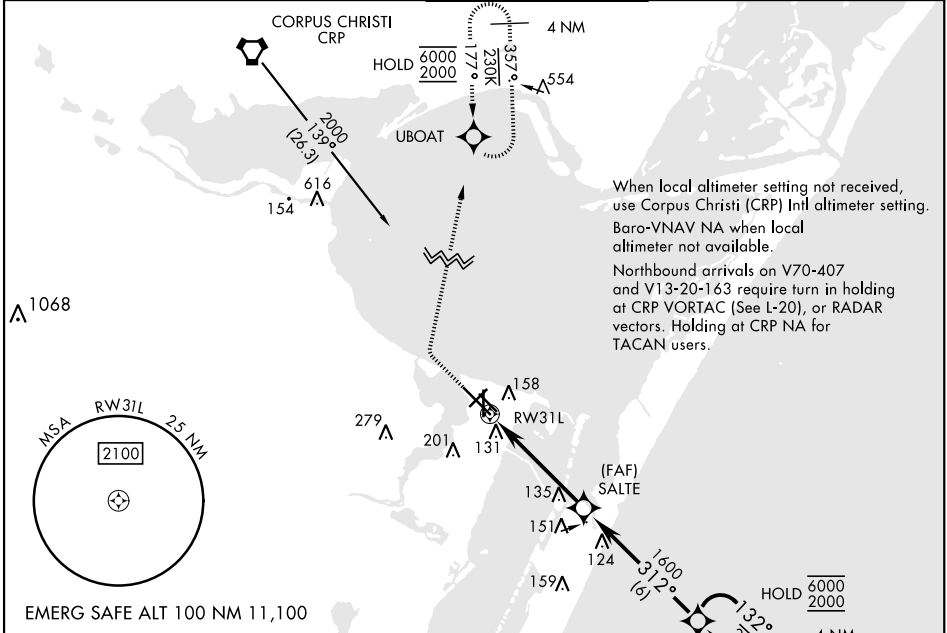 CORPUS CHRISTI
CRP
4 NM
HOLD 6000
2000
177°
230K
357°
554
UBOAT
2000
139°
(26.3)
616
154
When local altimeter setting not received,
use Corpus Christi (CRP) Intl altimeter setting.
Baro-VNAV NA when local
altimeter not available.
Northbound arrivals on V70-407
and V13-20-163 require turn in holding
at CRP VORTAC (See L-20), or RADAR
vectors. Holding at CRP NA for
TACAN users.
1068
158
RW31L
279
201
131
MSA RW31L 25 NM
2100
(FAF)
SALTE
135
151
124
159
1600
312°
(6)
HOLD 6000
2000
132°
4 NM
EMERG SAFE ALT 100 NM 11,100